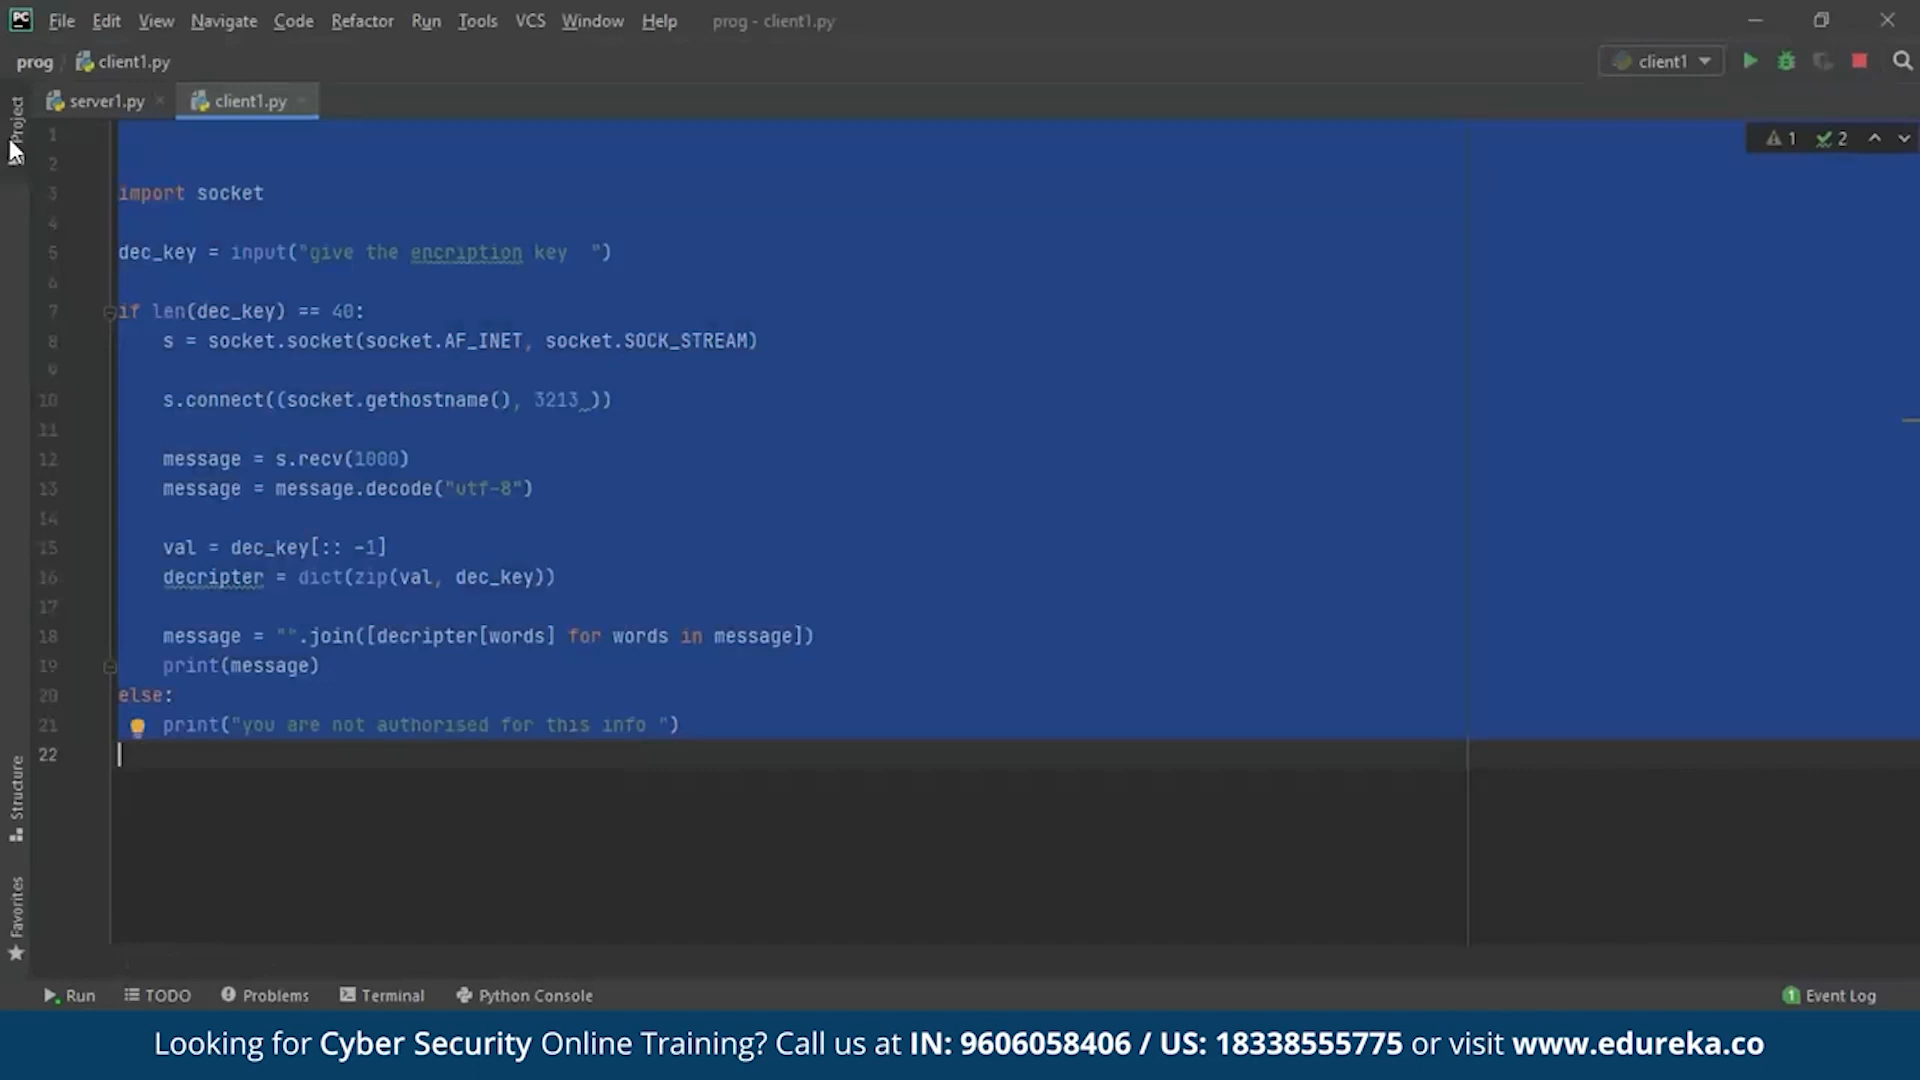 PC File Edit View Navigate Code Refactor Run Tools VCS Window Help prog - client1.py
prog client1.py client1
Project server1.py client1.py
1 1 2
2
3 import socket
4
5 dec_key = input("give the encription key  ")
6
7 if len(dec_key) == 40:
8     s = socket.socket(socket.AF_INET, socket.SOCK_STREAM)
9
10     s.connect((socket.gethostname(), 3213 ))
11
12     message = s.recv(1000)
13     message = message.decode("utf-8")
14
15     val = dec_key[:: -1]
16     decripter = dict(zip(val, dec_key))
17
18     message = "".join([decripter[words] for words in message])
19     print(message)
20 else:
21     print("you are not authorised for this info ")
22
Structure
Favorites
Run TODO Problems Terminal Python Console 1 Event Log
Looking for Cyber Security Online Training? Call us at IN: 9606058406 / US: 18338555775 or visit www.edureka.co